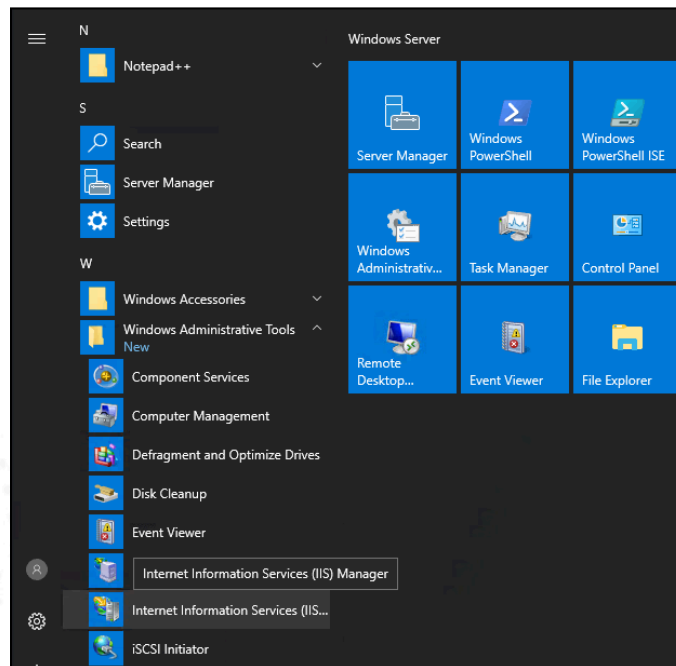 N
Notepad++
S
Search
Server Manager
Settings
W
Windows Accessories
Windows Administrative Tools
New
Component Services
Computer Management
Defragment and Optimize Drives
Disk Cleanup
Event Viewer
Internet Information Services (IIS) Manager
Internet Information Services (IIS...
iSCSI Initiator
Windows Server
Server Manager
Windows
PowerShell
Windows
PowerShell ISE
Windows
Administrativ...
Task Manager
Control Panel
Remote
Desktop...
Event Viewer
File Explorer